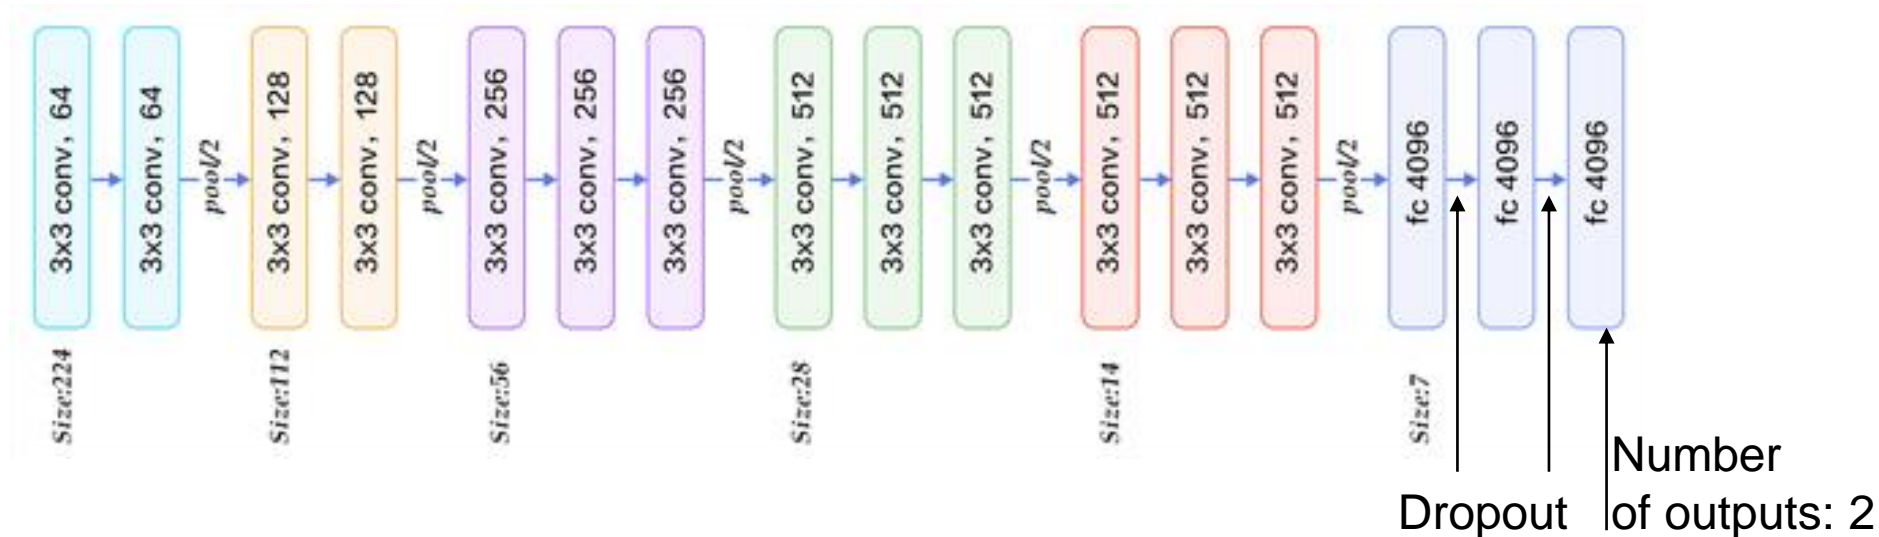 3x3 conv, 64
3x3 conv, 64
pool/2
3x3 conv, 128
3x3 conv, 128
pool/2
3x3 conv, 256
3x3 conv, 256
3x3 conv, 256
pool/2
3x3 conv, 512
3x3 conv, 512
3x3 conv, 512
pool/2
3x3 conv, 512
3x3 conv, 512
3x3 conv, 512
pool/2
fc 4096
fc 4096
fc 4096
Size:224
Size:112
Size:56
Size:28
Size:14
Size:7
Dropout
Number
of outputs: 2